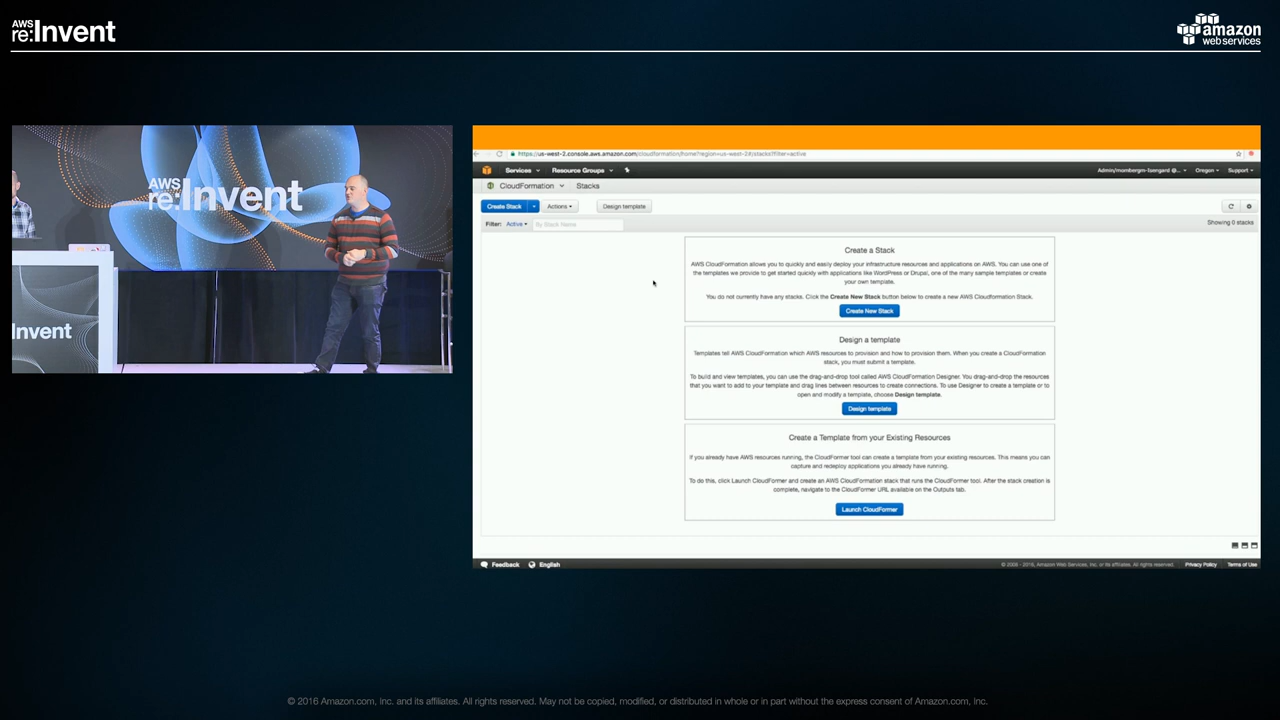 AWS
re:Invent
amazon
web services
AWS
re:Invent
Invent
https://us-west-2.console.aws.amazon.com/cloudformation/home?region=us-west-2#/stacks?filter=active
Services
Resource Groups
Oregon
Support
CloudFormation
Stacks
Create Stack
Actions
Design template
Filter: Active
By Stack Name
Showing 0 stacks
Create a Stack
AWS CloudFormation allows you to quickly and easily deploy your infrastructure resources and applications on AWS. You can use one of
the templates we provide to get started quickly with applications like WordPress or Drupal, one of the many sample templates or create
your own template.
You do not currently have any stacks. Click the Create New Stack button below to create a new AWS Cloudformation Stack.
Create New Stack
Design a template
Templates tell AWS CloudFormation which AWS resources to provision and how to provision them. When you create a CloudFormation
stack, you must submit a template.
To build and view templates, you can use the drag-and-drop tool called AWS CloudFormation Designer. You drag-and-drop the resources
that you want to add to your template and drag lines between resources to create connections. To use Designer to create a template or to
open and modify a template, choose Design template.
Design template
Create a Template from your Existing Resources
If you already have AWS resources running, the CloudFormer tool can create a template from your existing resources. This means you can
capture and redeploy applications you already have running.
To do this, click Launch CloudFormer and create an AWS CloudFormation stack that runs the CloudFormer tool. After the stack creation is
complete, navigate to the CloudFormer URL available on the Outputs tab.
Launch CloudFormer
Feedback
English
© 2008 - 2016, Amazon Web Services, Inc. or its affiliates. All rights reserved.
Privacy Policy
Terms of Use
© 2016 Amazon.com, Inc. and its affiliates. All rights reserved. May not be copied, modified, or distributed in whole or in part without the express consent of Amazon.com, Inc.